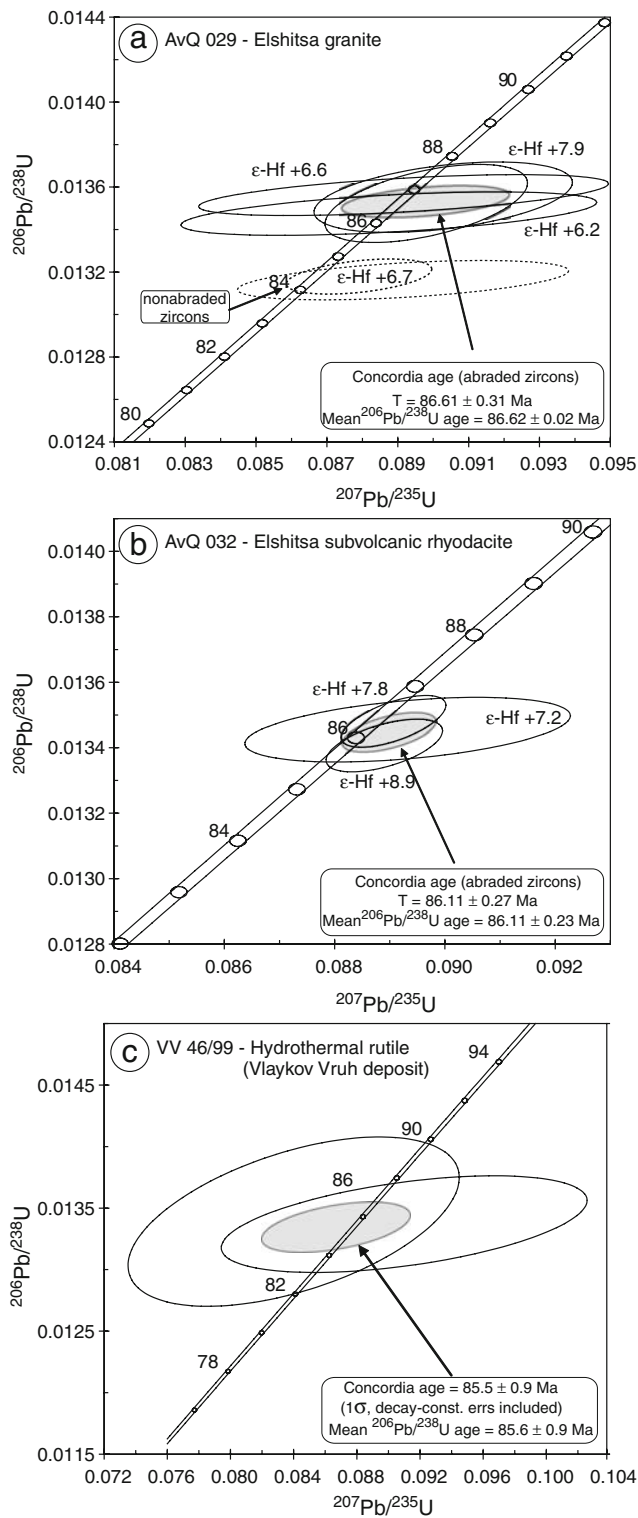 a AvQ 029 - Elshitsa granite
0.0144
0.0140
0.0136
0.0132
0.0128
0.0124
206Pb/238U
90
88
86
84
82
80
ε-Hf +6.6
ε-Hf +7.9
ε-Hf +6.2
ε-Hf +6.7
nonabraded
zircons
Concordia age (abraded zircons)
T = 86.61 ± 0.31 Ma
Mean 206Pb/238U age = 86.62 ± 0.02 Ma
0.081 0.083 0.085 0.087 0.089 0.091 0.093 0.095
207Pb/235U
b AvQ 032 - Elshitsa subvolcanic rhyodacite
0.0140
0.0138
0.0136
0.0134
0.0132
0.0130
0.0128
206Pb/238U
90
88
86
84
ε-Hf +7.8
ε-Hf +7.2
ε-Hf +8.9
Concordia age (abraded zircons)
T = 86.11 ± 0.27 Ma
Mean 206Pb/238U age = 86.11 ± 0.23 Ma
0.084 0.086 0.088 0.090 0.092
207Pb/235U
c VV 46/99 - Hydrothermal rutile
(Vlaykov Vruh deposit)
0.0145
0.0135
0.0125
0.0115
206Pb/238U
94
90
86
82
78
Concordia age = 85.5 ± 0.9 Ma
(1σ, decay-const. errs included)
Mean 206Pb/238U age = 85.6 ± 0.9 Ma
0.072 0.076 0.080 0.084 0.088 0.092 0.096 0.100 0.104
207Pb/235U